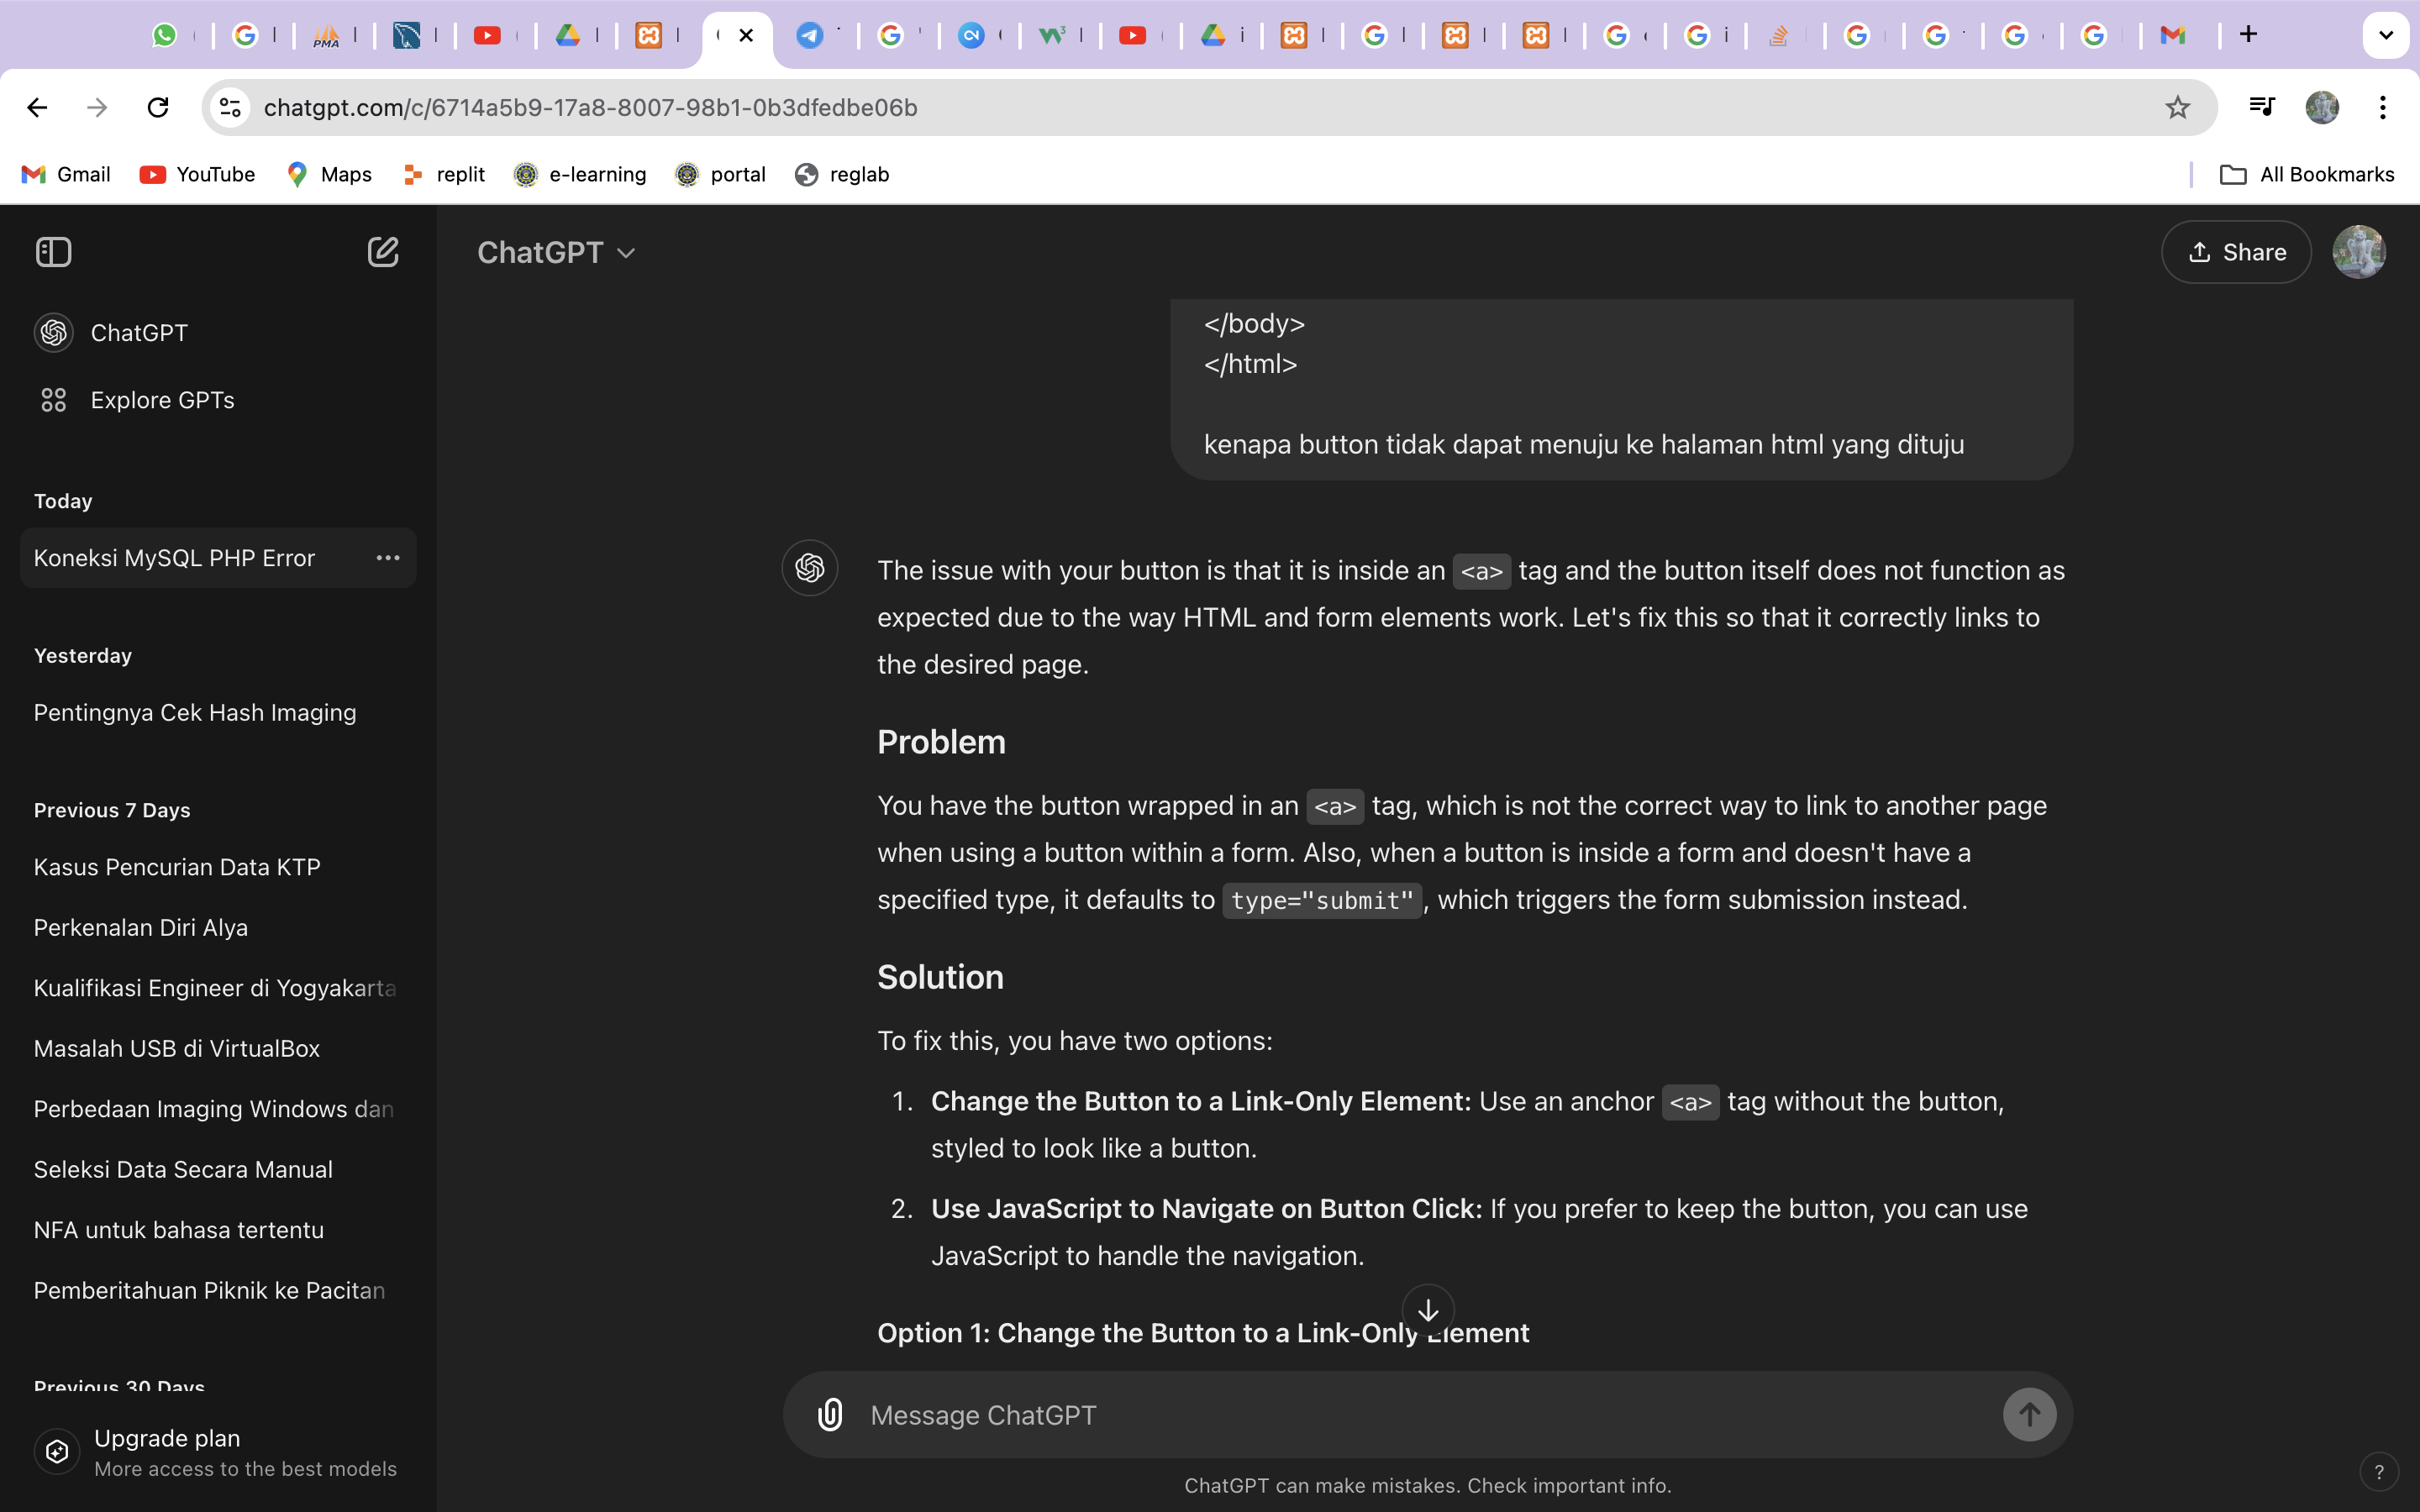 chatgpt.com/c/6714a5b9-17a8-8007-98b1-0b3dfedbe06b
Gmail
YouTube
Maps
replit
e-learning
portal
reglab
All Bookmarks
ChatGPT
Explore GPTs
Today
Koneksi MySQL PHP Error
Yesterday
Pentingnya Cek Hash Imaging
Previous 7 Days
Kasus Pencurian Data KTP
Perkenalan Diri Alya
Kualifikasi Engineer di Yogyakarta
Masalah USB di VirtualBox
Perbedaan Imaging Windows dan
Seleksi Data Secara Manual
NFA untuk bahasa tertentu
Pemberitahuan Piknik ke Pacitan
Previous 30 Days
Upgrade plan
More access to the best models
ChatGPT
Share
</body>
</html>
kenapa button tidak dapat menuju ke halaman html yang dituju
The issue with your button is that it is inside an <a> tag and the button itself does not function as
expected due to the way HTML and form elements work. Let's fix this so that it correctly links to
the desired page.
Problem
You have the button wrapped in an <a> tag, which is not the correct way to link to another page
when using a button within a form. Also, when a button is inside a form and doesn't have a
specified type, it defaults to type="submit", which triggers the form submission instead.
Solution
To fix this, you have two options:
1. Change the Button to a Link-Only Element: Use an anchor <a> tag without the button,
styled to look like a button.
2. Use JavaScript to Navigate on Button Click: If you prefer to keep the button, you can use
JavaScript to handle the navigation.
Option 1: Change the Button to a Link-Only Element
Message ChatGPT
ChatGPT can make mistakes. Check important info.
?